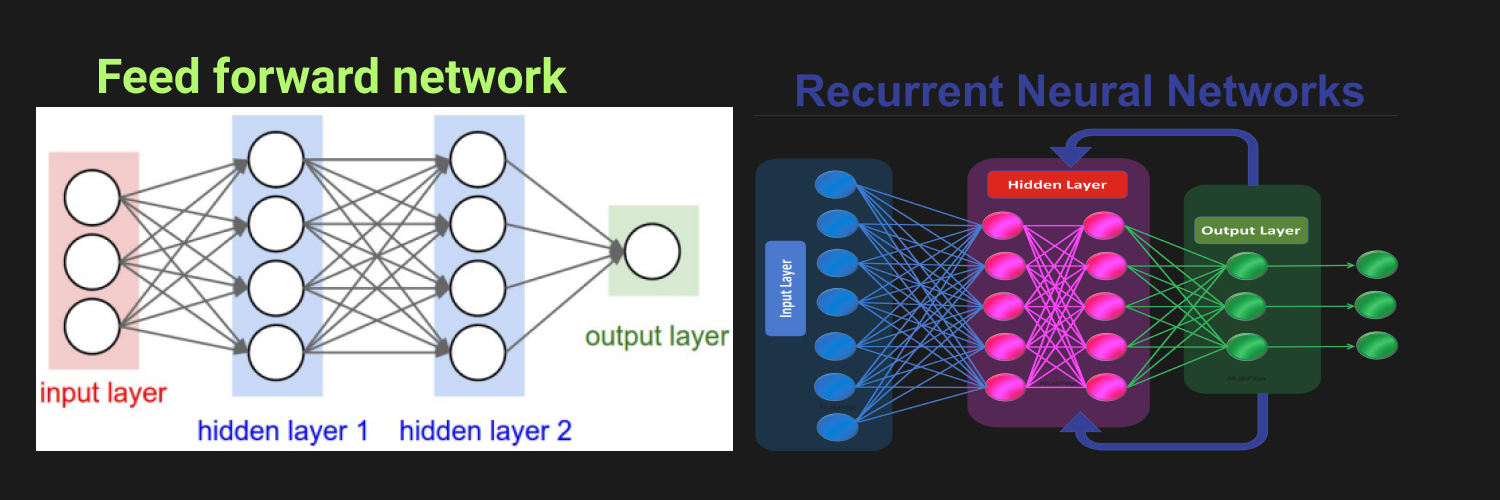 Feed forward network
input layer
hidden layer 1
hidden layer 2
output layer
Recurrent Neural Networks
Input Layer
Hidden Layer
Output Layer